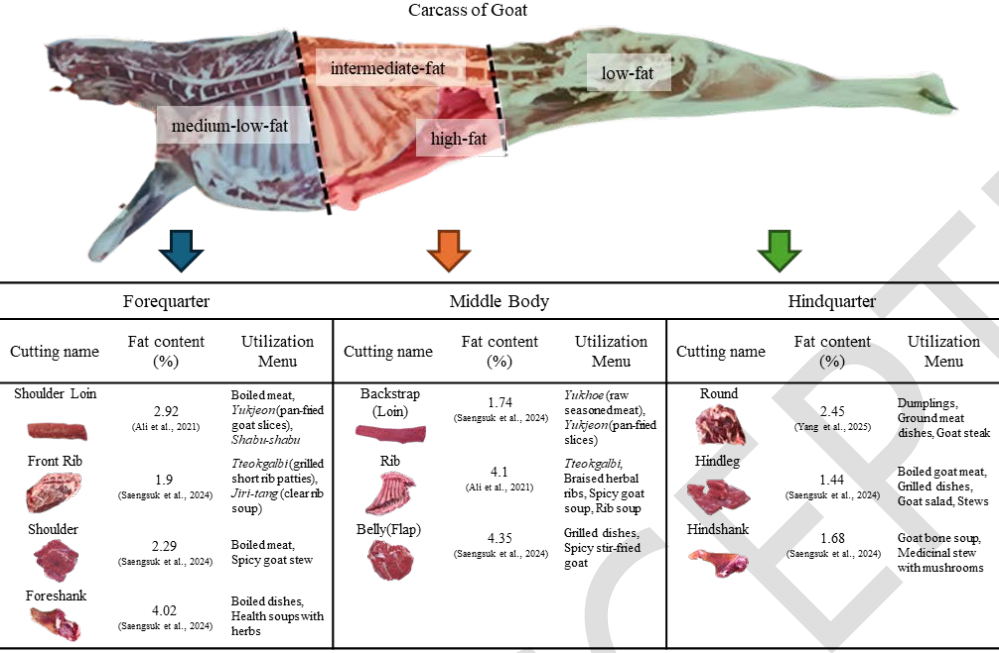 Carcass of Goat
intermediate-fat
low-fat
medium-low-fat
high-fat
Forequarter
Middle Body
Hindquarter
Cutting name
Fat content
(%)
Utilization
Menu
Cutting name
Fat content
(%)
Utilization
Menu
Cutting name
Fat content
(%)
Utilization
Menu
Shoulder Loin
2.92
(Ali et al., 2021)
Boiled meat,
Yukjeon (pan-fried
goat slices),
Shabu-shabu
Front Rib
1.9
(Saengsuk et al., 2024)
Tteokgalbi (grilled
short rib patties),
Jiri-tang (clear rib
soup)
Shoulder
2.29
(Saengsuk et al., 2024)
Boiled meat,
Spicy goat stew
Foreshank
4.02
(Saengsuk et al., 2024)
Boiled dishes,
Health soups with
herbs
Backstrap
(Loin)
1.74
(Saengsuk et al., 2024)
Yukhoe (raw
seasoned meat),
Yukjeon (pan-fried
slices)
Rib
4.1
(Ali et al., 2021)
Tteokgalbi,
Braised herbal
ribs, Spicy goat
soup, Rib soup
Belly(Flap)
4.35
(Saengsuk et al., 2024)
Grilled dishes,
Spicy stir-fried
goat
Round
2.45
(Yang et al., 2025)
Dumplings,
Ground meat
dishes, Goat steak
Hindleg
1.44
(Saengsuk et al., 2024)
Boiled goat meat,
Grilled dishes,
Goat salad, Stews
Hindshank
1.68
(Saengsuk et al., 2024)
Goat bone soup,
Medicinal stew
with mushrooms